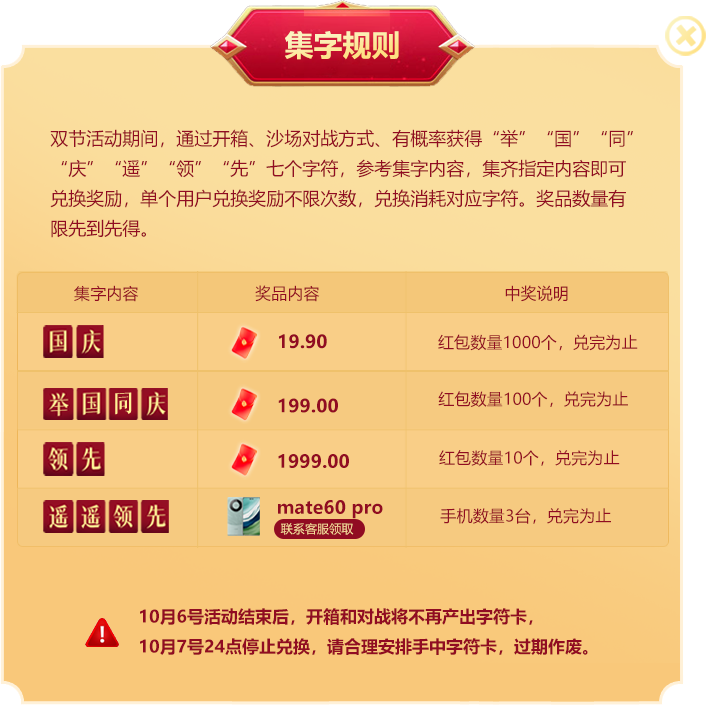 集字规则
双节活动期间，通过开箱、沙场对战方式、有概率获得“举”“国”“同”
“庆”“遥”“领”“先”七个字符，参考集字内容，集齐指定内容即可
兑换奖励，单个用户兑换奖励不限次数，兑换消耗对应字符。奖品数量有
限先到先得。
集字内容 奖品内容 中奖说明
国庆 19.90 红包数量1000个，兑完为止
举国同庆 199.00 红包数量100个，兑完为止
领先 1999.00 红包数量10个，兑完为止
遥遥领先 mate60 pro 手机数量3台，兑完为止
联系客服领取
10月6号活动结束后，开箱和对战将不再产出字符卡，
10月7号24点停止兑换，请合理安排手中字符卡，过期作废。